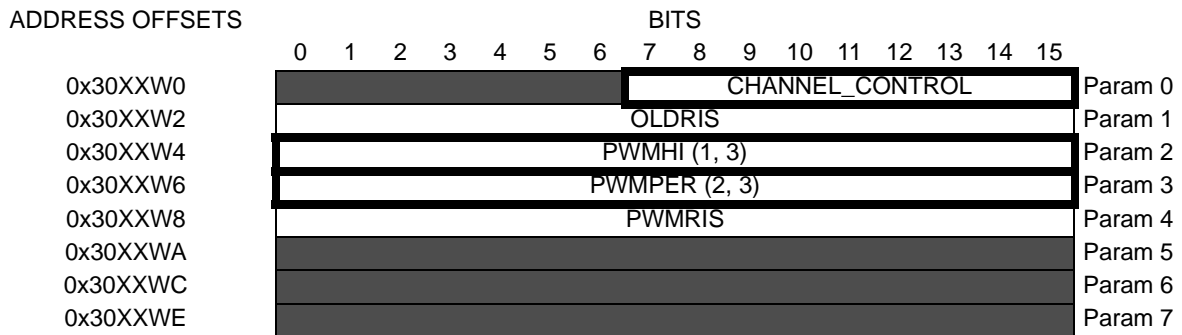 ADDRESS OFFSETS BITS
0 1 2 3 4 5 6 7 8 9 10 11 12 13 14 15
0x30XXW0 CHANNEL_CONTROL Param 0
0x30XXW2 OLDRIS Param 1
0x30XXW4 PWMHI (1, 3) Param 2
0x30XXW6 PWMPER (2, 3) Param 3
0x30XXW8 PWMRIS Param 4
0x30XXWA Param 5
0x30XXWC Param 6
0x30XXWE Param 7